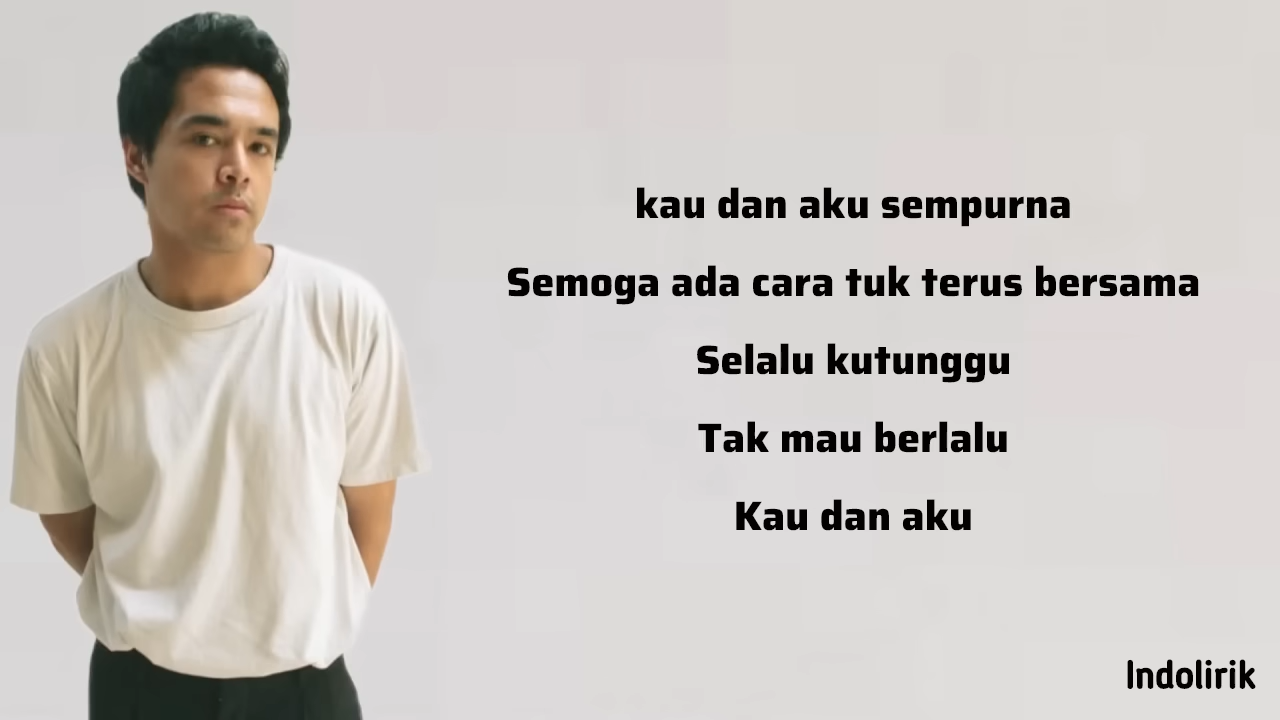 kau dan aku sempurna
Semoga ada cara tuk terus bersama
Selalu kutunggu
Tak mau berlalu
Kau dan aku
Indolirik